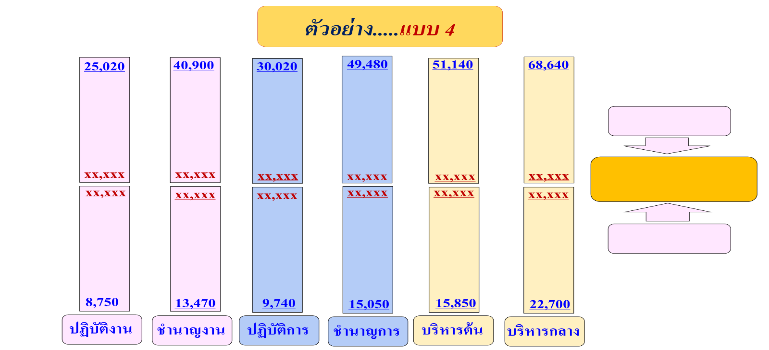 ตัวอย่าง.....แบบ 4
25,020 40,900 30,020 49,480 51,140 68,640
xx,xxx xx,xxx xx,xxx xx,xxx xx,xxx xx,xxx
xx,xxx xx,xxx xx,xxx xx,xxx xx,xxx xx,xxx
8,750 13,470 9,740 15,050 15,850 22,700
ปฏิบัติงาน ชำนาญงาน ปฏิบัติการ ชำนาญการ บริหารต้น บริหารกลาง